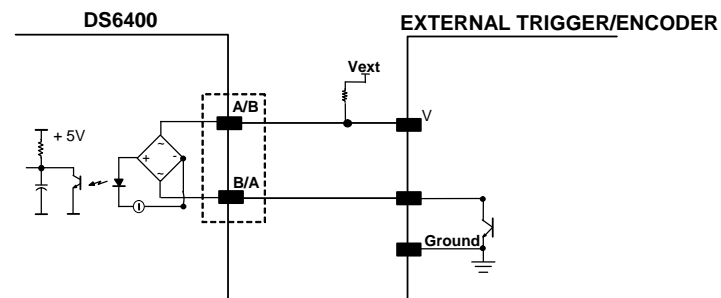 DS6400
EXTERNAL TRIGGER/ENCODER
Vext
A/B
V
+ 5V
+
~
-
~
B/A
I
Ground